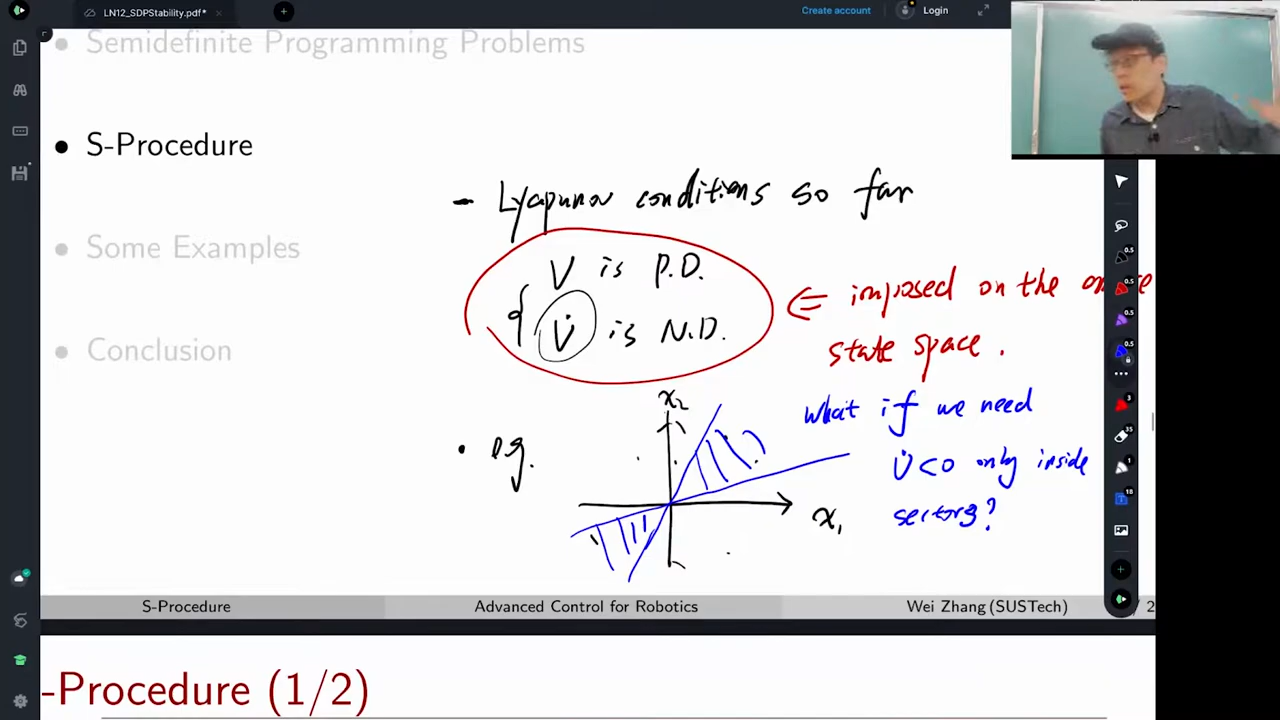 LN12_SDPStability.pdf*
Create account
Login
Semidefinite Programming Problems
• S-Procedure
- Lyapunov conditions so far
V is P.D.
V̇ is N.D.
⇐ imposed on the
state space.
• Some Examples
• Conclusion
• e.g.
x2
x1
what if we need
V̇<0 only inside
sectors?
S-Procedure
Advanced Control for Robotics
Wei Zhang (SUSTech)
/ 2
-Procedure (1/2)